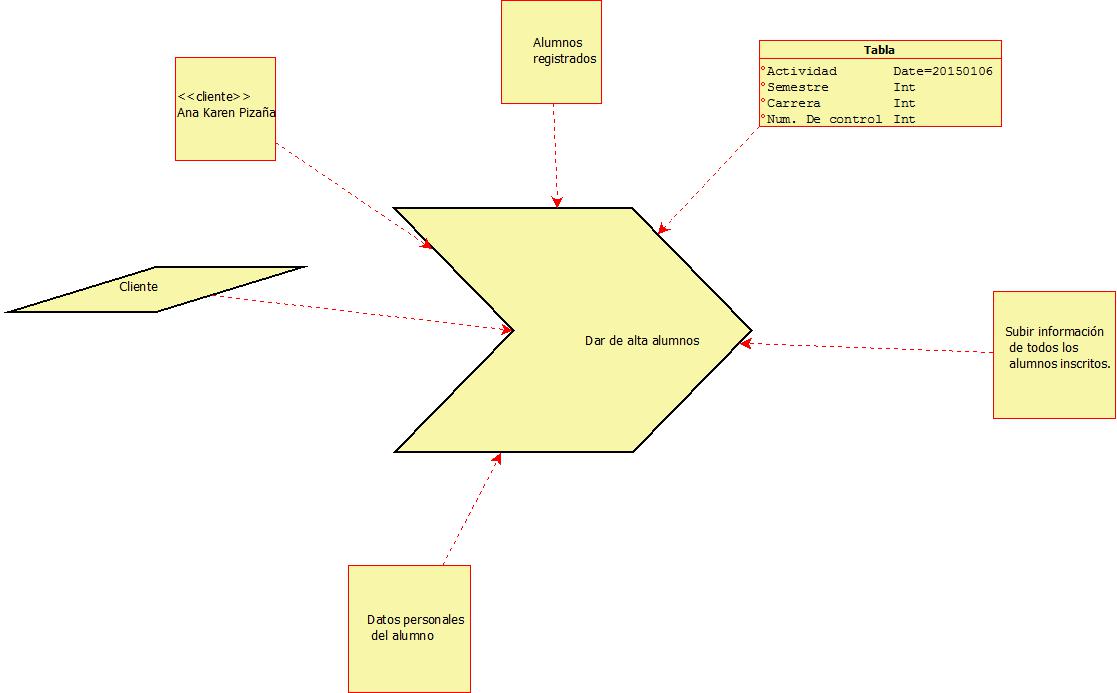 Alumnos
registrados
Tabla
Actividad Date=20150106
Semestre Int
Carrera Int
Num. De control Int
<<cliente>>
Ana Karen Pizaña
Cliente
Dar de alta alumnos
Subir información
de todos los
alumnos inscritos.
Datos personales
del alumno